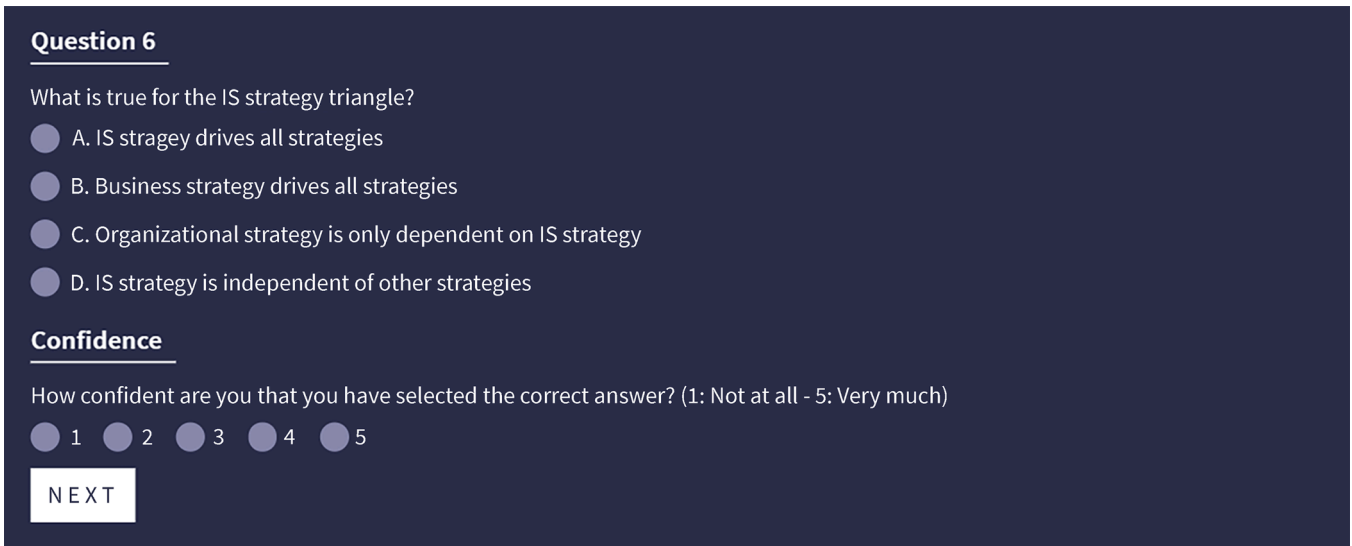 Question 6
What is true for the IS strategy triangle?
A. IS stragey drives all strategies
B. Business strategy drives all strategies
C. Organizational strategy is only dependent on IS strategy
D. IS strategy is independent of other strategies
Confidence
How confident are you that you have selected the correct answer? (1: Not at all - 5: Very much)
1 2 3 4 5
NEXT